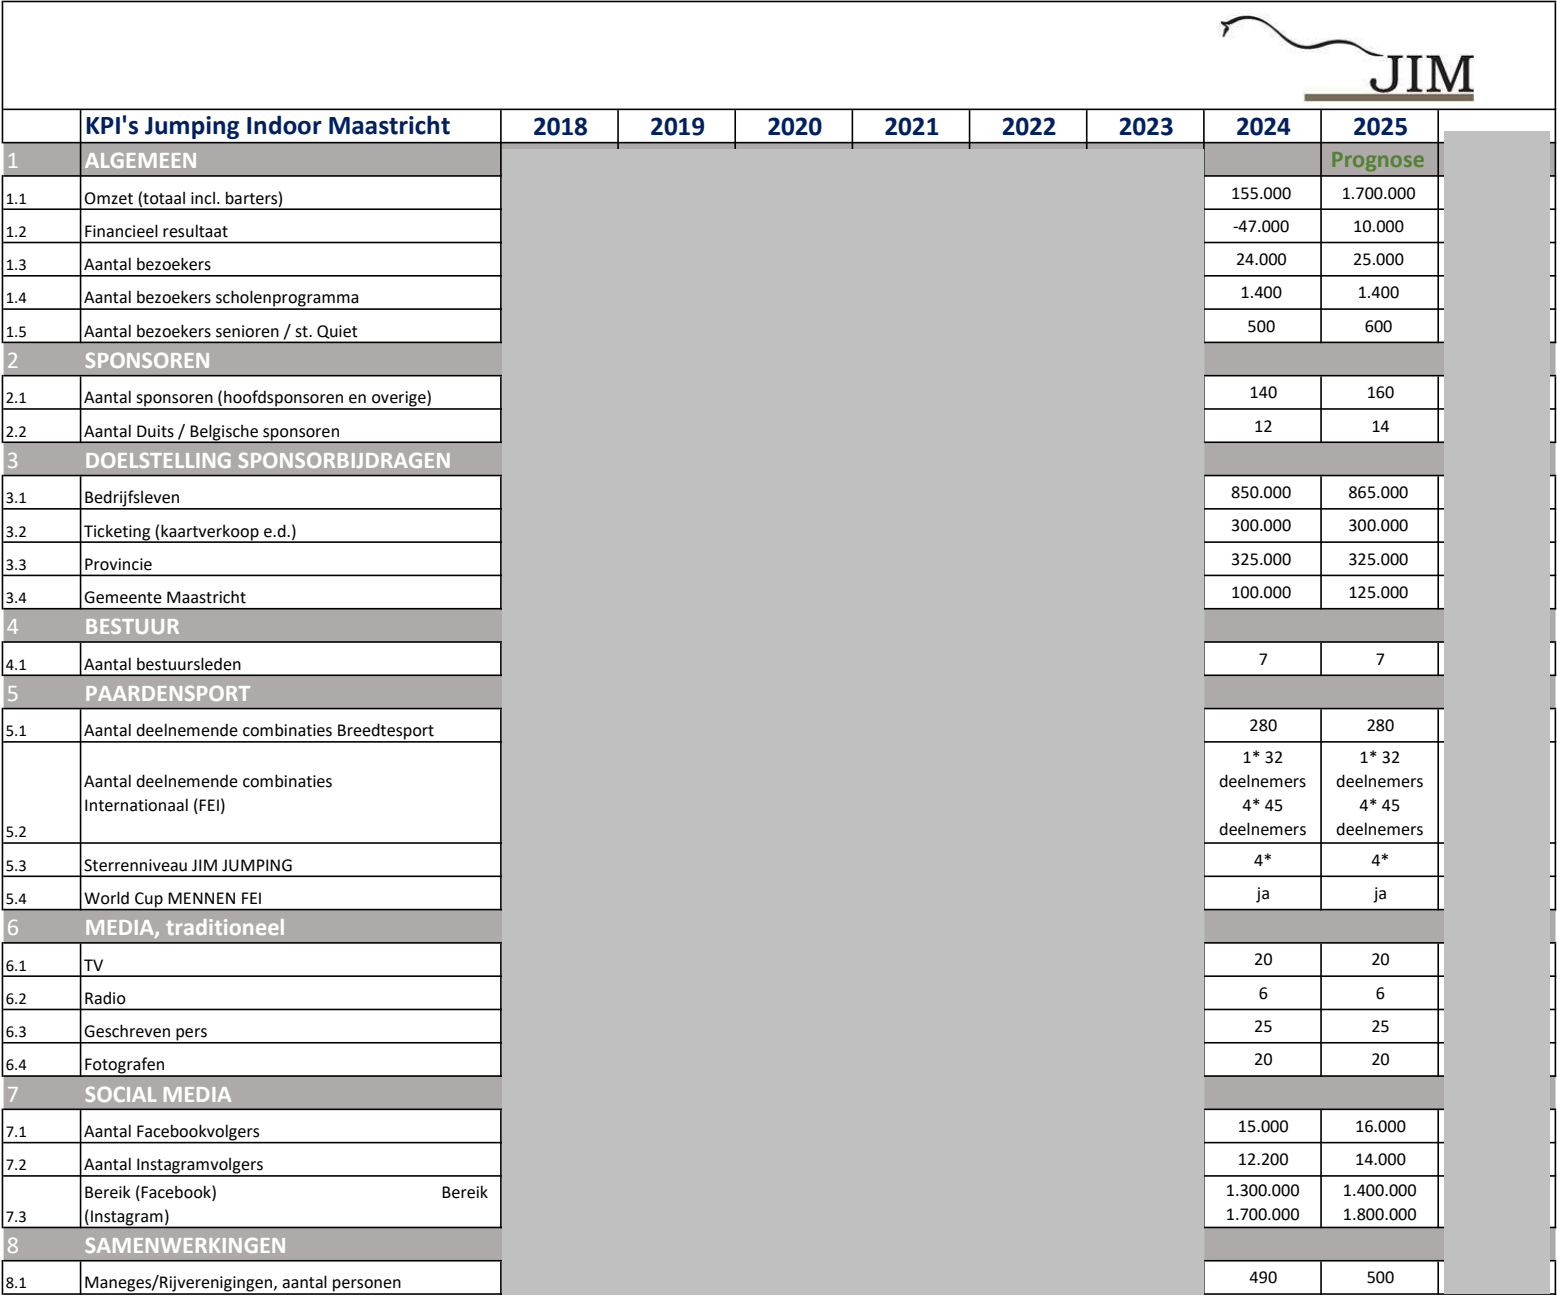 JIM
KPI's Jumping Indoor Maastricht 2018 2019 2020 2021 2022 2023 2024 2025
1 ALGEMEEN Prognose
1.1 Omzet (totaal incl. barters) 155.000 1.700.000
1.2 Financieel resultaat -47.000 10.000
1.3 Aantal bezoekers 24.000 25.000
1.4 Aantal bezoekers scholenprogramma 1.400 1.400
1.5 Aantal bezoekers senioren / st. Quiet 500 600
2 SPONSOREN
2.1 Aantal sponsoren (hoofdsponsoren en overige) 140 160
2.2 Aantal Duits / Belgische sponsoren 12 14
3 DOELSTELLING SPONSORBIJDRAGEN
3.1 Bedrijfsleven 850.000 865.000
3.2 Ticketing (kaartverkoop e.d.) 300.000 300.000
3.3 Provincie 325.000 325.000
3.4 Gemeente Maastricht 100.000 125.000
4 BESTUUR
4.1 Aantal bestuursleden 7 7
5 PAARDENSPORT
5.1 Aantal deelnemende combinaties Breedtesport 280 280
1* 32 1* 32
Aantal deelnemende combinaties deelnemers deelnemers
Internationaal (FEI) 4* 45 4* 45
5.2 deelnemers deelnemers
5.3 Sterrenniveau JIM JUMPING 4* 4*
5.4 World Cup MENNEN FEI ja ja
6 MEDIA, traditioneel
6.1 TV 20 20
6.2 Radio 6 6
6.3 Geschreven pers 25 25
6.4 Fotografen 20 20
7 SOCIAL MEDIA
7.1 Aantal Facebookvolgers 15.000 16.000
7.2 Aantal Instagramvolgers 12.200 14.000
Bereik (Facebook) Bereik 1.300.000 1.400.000
7.3 (Instagram) 1.700.000 1.800.000
8 SAMENWERKINGEN
8.1 Maneges/Rijverenigingen, aantal personen 490 500